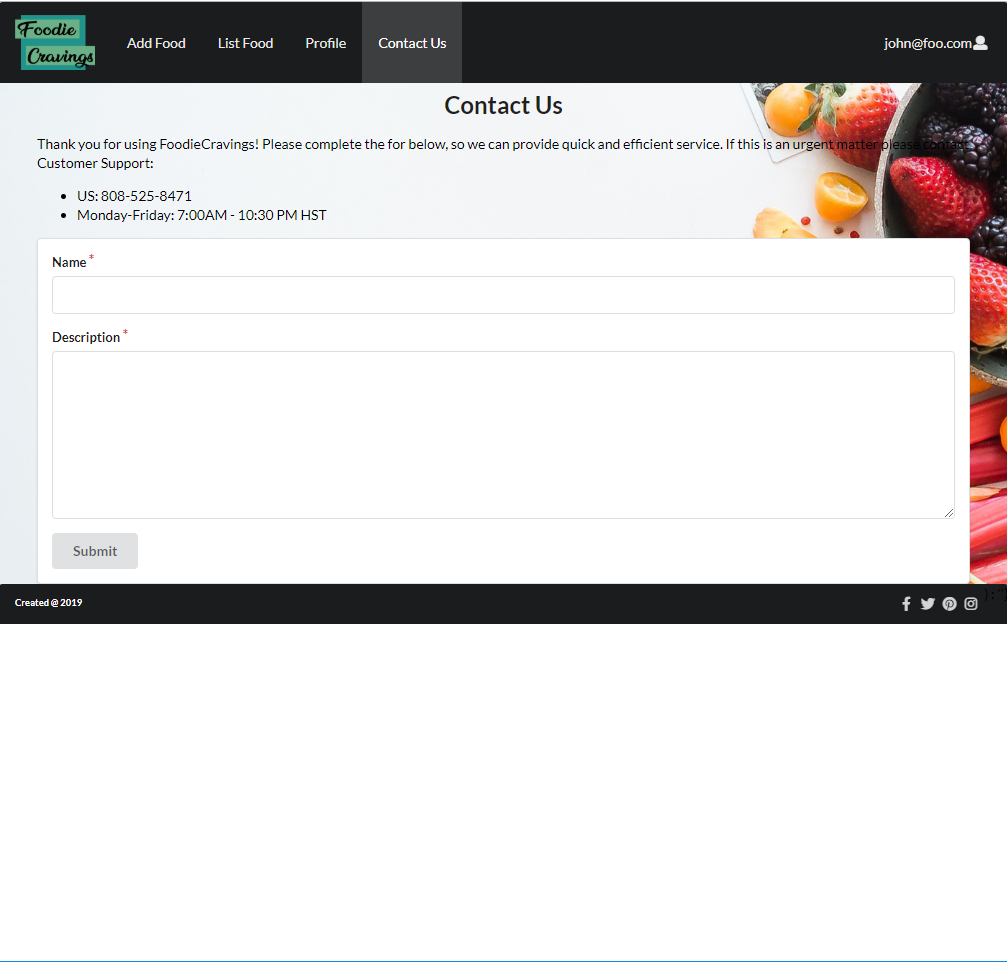 Foodie
Cravings
Add Food
List Food
Profile
Contact Us
john@foo.com
Contact Us
Thank you for using FoodieCravings! Please complete the for below, so we can provide quick and efficient service. If this is an urgent matter please contact
Customer Support:
US: 808-525-8471
Monday-Friday: 7:00AM - 10:30 PM HST
Name *
Description *
Submit
Created @ 2019